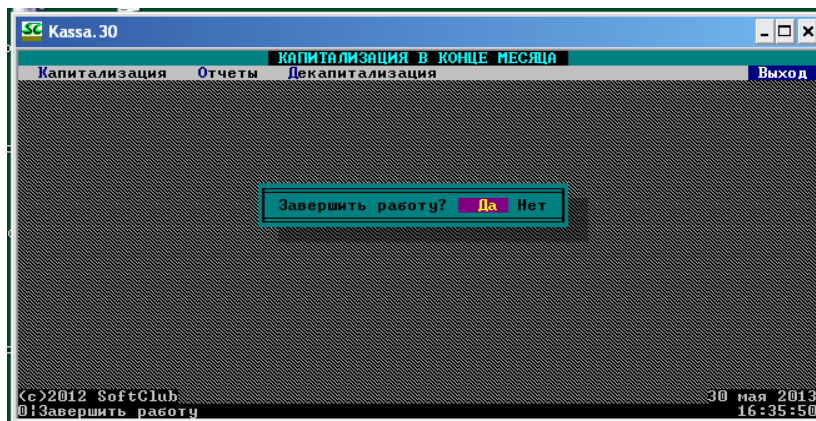 Kassa.30
КАПИТАЛИЗАЦИЯ В КОНЦЕ МЕСЯЦА
Капитализация Отчеты Декапитализация Выход
Завершить работу? Да Нет
(c)2012 SoftClub 30 мая 2013
0¦Завершить работу 16:35:50